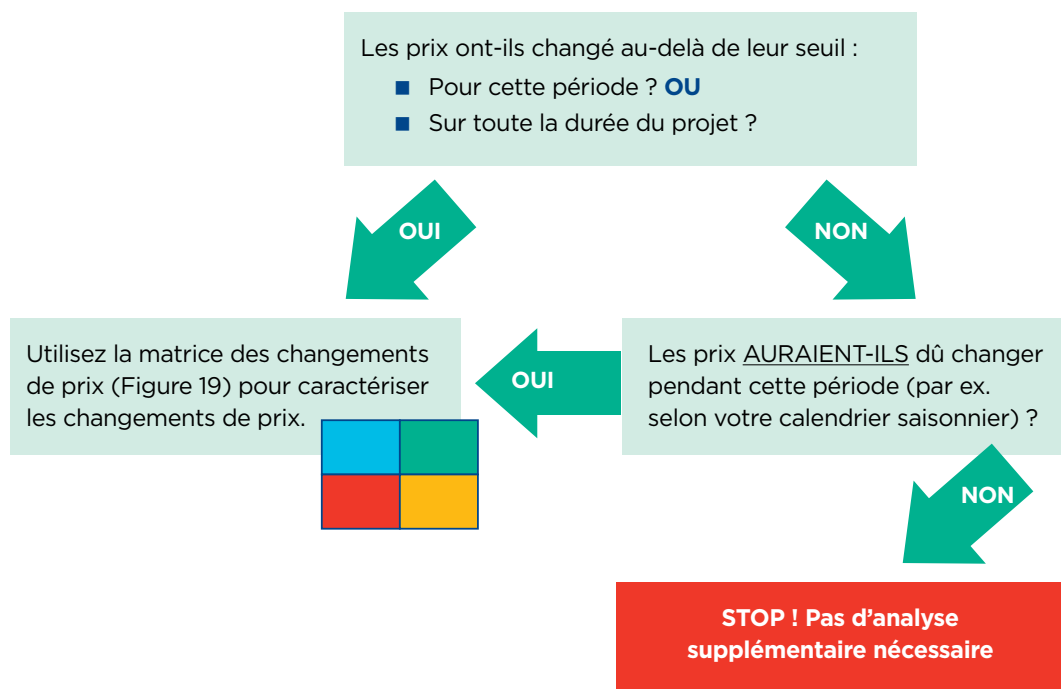 Les prix ont-ils changé au-delà de leur seuil :
■ Pour cette période ? OU
■ Sur toute la durée du projet ?
OUI
NON
Utilisez la matrice des changements
de prix (Figure 19) pour caractériser
les changements de prix.
OUI
Les prix AURAIENT-ILS dû changer
pendant cette période (par ex.
selon votre calendrier saisonnier) ?
NON
STOP ! Pas d’analyse
supplémentaire nécessaire